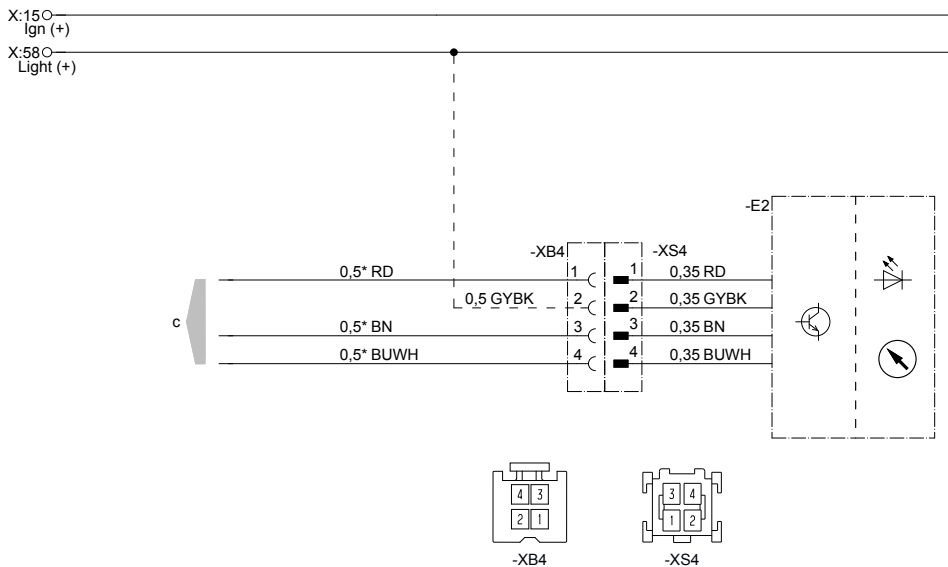 X:15
Ign (+)
X:58
Light (+)
-E2
-XB4 -XS4
0,5* RD 1 1 0,35 RD
0,5 GYBK 2 2 0,35 GYBK
c
0,5* BN 3 3 0,35 BN
0,5* BUWH 4 4 0,35 BUWH
4 3 3 4
2 1 1 2
-XB4 -XS4